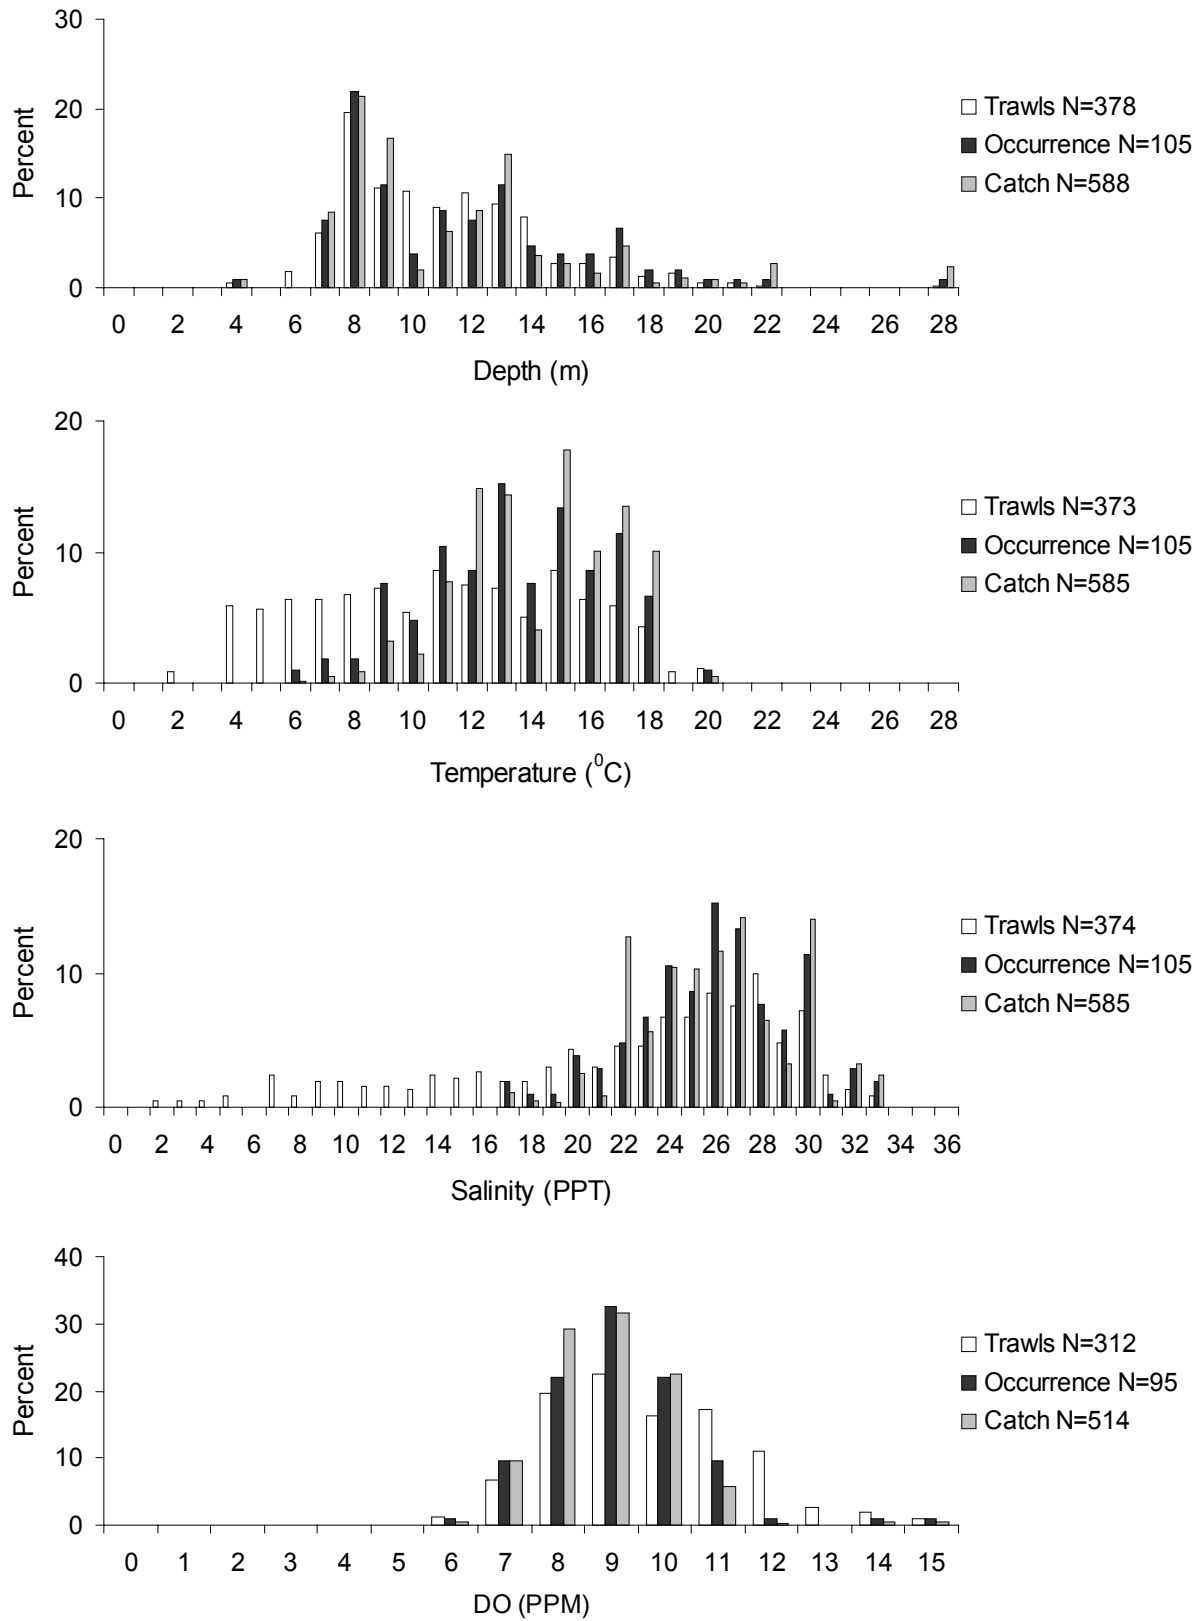 30
20
10
0
Percent
0 2 4 6 8 10 12 14 16 18 20 22 24 26 28
Depth (m)
Trawls N=378
Occurrence N=105
Catch N=588
20
10
0
Percent
0 2 4 6 8 10 12 14 16 18 20 22 24 26 28
Temperature (⁰C)
Trawls N=373
Occurrence N=105
Catch N=585
20
10
0
Percent
0 2 4 6 8 10 12 14 16 18 20 22 24 26 28 30 32 34 36
Salinity (PPT)
Trawls N=374
Occurrence N=105
Catch N=585
40
30
20
10
0
Percent
0 1 2 3 4 5 6 7 8 9 10 11 12 13 14 15
DO (PPM)
Trawls N=312
Occurrence N=95
Catch N=514